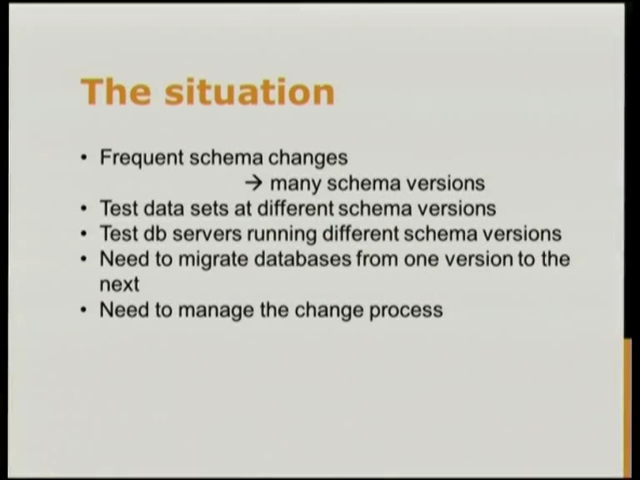 The situation
• Frequent schema changes
→ many schema versions
• Test data sets at different schema versions
• Test db servers running different schema versions
• Need to migrate databases from one version to the
next
• Need to manage the change process